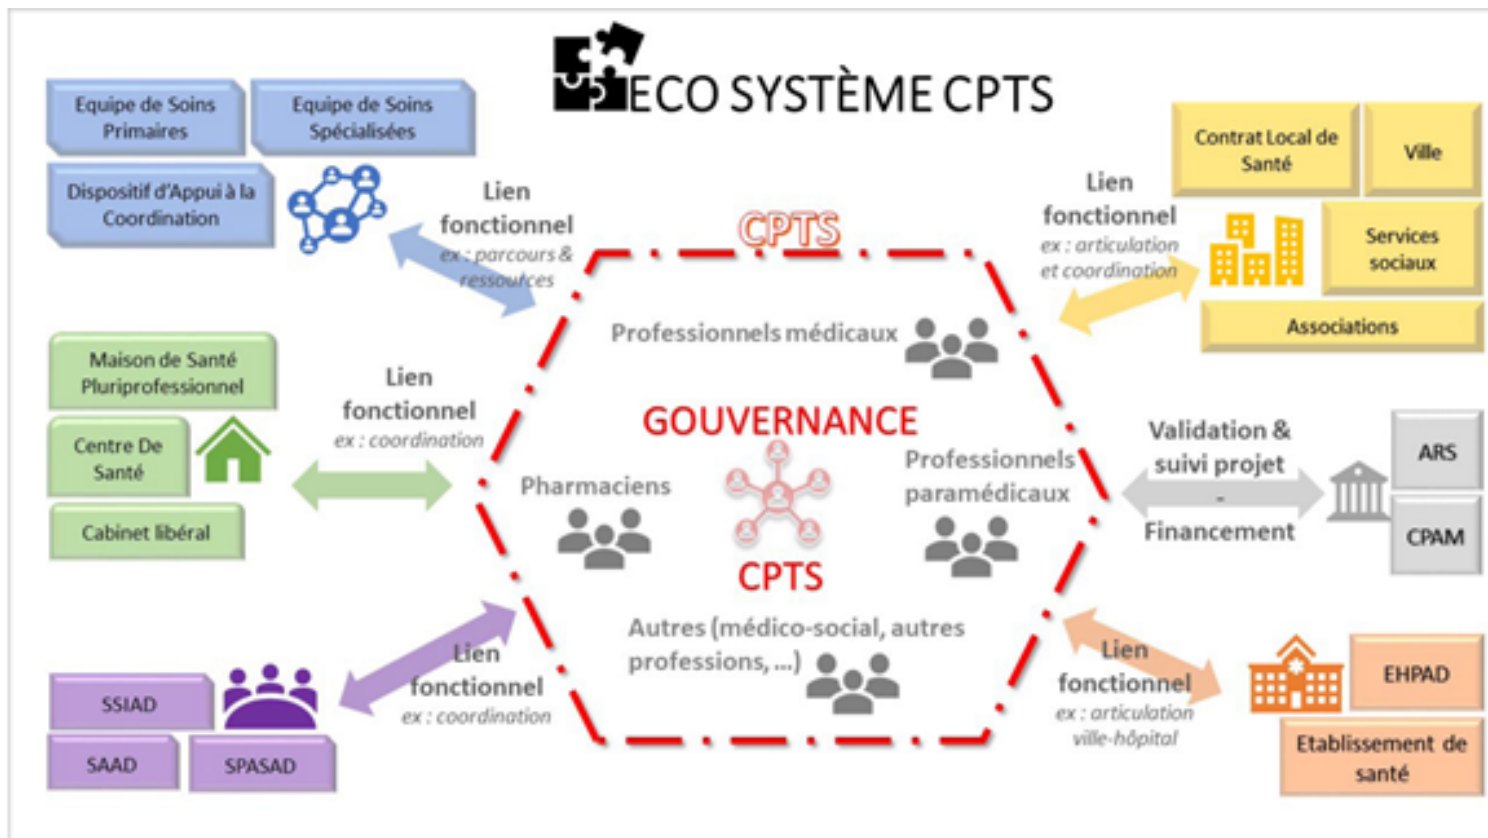 ECO SYSTÈME CPTS
Equipe de Soins
Primaires
Equipe de Soins
Spécialisées
Dispositif d'Appui à la
Coordination
Lien
fonctionnel
ex : parcours &
ressources
Maison de Santé
Pluriprofessionnel
Centre De
Santé
Cabinet libéral
Lien
fonctionnel
ex : coordination
SSIAD
SAAD
SPASAD
Lien
fonctionnel
ex : coordination
CPTS
Professionnels médicaux
GOUVERNANCE
Pharmaciens
Professionnels
paramédicaux
CPTS
Autres (médico-social, autres
professions, ...)
Lien
fonctionnel
ex : articulation
et coordination
Contrat Local de
Santé
Ville
Services
sociaux
Associations
Validation &
suivi projet
-
Financement
ARS
CPAM
Lien
fonctionnel
ex : articulation
ville-hôpital
EHPAD
Etablissement de
santé